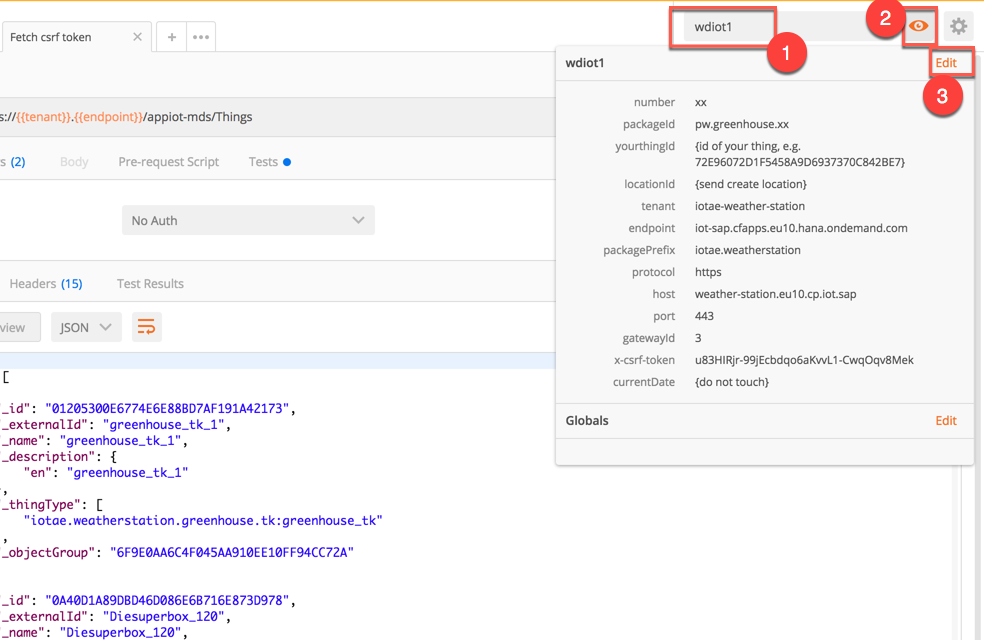 Fetch csrf token
wdiot1
2
1
wdiot1
Edit
3
s://{{tenant}}.{{endpoint}}/appiot-mds/Things
s (2)
Body
Pre-request Script
Tests
No Auth
Headers (15)
Test Results
view
JSON
number xx
packageId pw.greenhouse.xx
yourthingId {id of your thing, e.g.
72E96072D1F5458A9D6937370C842BE7}
locationId {send create location}
tenant iotae-weather-station
endpoint iot-sap.cfapps.eu10.hana.ondemand.com
packagePrefix iotae.weatherstation
protocol https
host weather-station.eu10.cp.iot.sap
port 443
gatewayId 3
x-csrf-token u83HIRjr-99jEcbdqo6aKvvL1-CwqOqv8Mek
currentDate {do not touch}
Globals Edit
[
_id": "01205300E6774E6E88BD7AF191A42173",
_externalId": "greenhouse_tk_1",
_name": "greenhouse_tk_1",
_description": {
"en": "greenhouse_tk_1"
,
_thingType": [
"iotae.weatherstation.greenhouse.tk:greenhouse_tk"
,
_objectGroup": "6F9E0AA6C4F045AA910EE10FF94CC72A"
_id": "0A40D1A89DBD46D086E6B716E873D978",
_externalId": "Diesuperbox_120",
_name": "Diesuperbox_120",